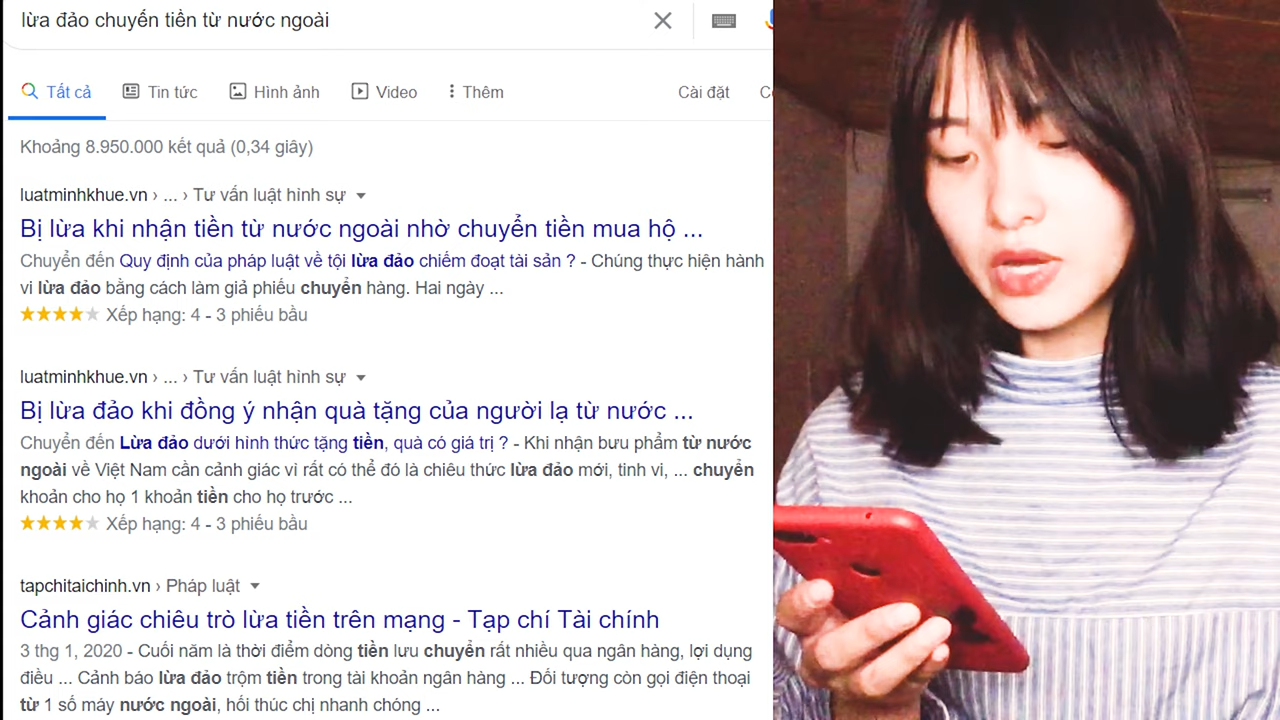 lừa đảo chuyển tiền từ nước ngoài
Tất cả Tin tức Hình ảnh Video Thêm Cài đặt
Khoảng 8.950.000 kết quả (0,34 giây)
luatminhkhue.vn › ... › Tư vấn luật hình sự
Bị lừa khi nhận tiền từ nước ngoài nhờ chuyển tiền mua hộ ...
Chuyển đến Quy định của pháp luật về tội lừa đảo chiếm đoạt tài sản ? - Chúng thực hiện hành
vi lừa đảo bằng cách làm giả phiếu chuyển hàng. Hai ngày ...
Xếp hạng: 4 - 3 phiếu bầu
luatminhkhue.vn › ... › Tư vấn luật hình sự
Bị lừa đảo khi đồng ý nhận quà tặng của người lạ từ nước ...
Chuyển đến Lừa đảo dưới hình thức tặng tiền, quà có giá trị ? - Khi nhận bưu phẩm từ nước
ngoài về Việt Nam cần cảnh giác vì rất có thể đó là chiêu thức lừa đảo mới, tinh vi, ... chuyển
khoản cho họ 1 khoản tiền cho họ trước ...
Xếp hạng: 4 - 3 phiếu bầu
tapchitaichinh.vn › Pháp luật
Cảnh giác chiêu trò lừa tiền trên mạng - Tạp chí Tài chính
3 thg 1, 2020 - Cuối năm là thời điểm dòng tiền lưu chuyển rất nhiều qua ngân hàng, lợi dụng
điều ... Cảnh báo lừa đảo trộm tiền trong tài khoản ngân hàng ... Đối tượng còn gọi điện thoại
từ 1 số máy nước ngoài, hối thúc chị nhanh chóng ...